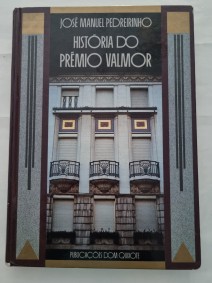 JOSÉ MANUEL PEDREIRINHO
HISTÓRIA DO
PRÉMIO VALMOR
PUBLICAÇÕES DOM QUIXOTE